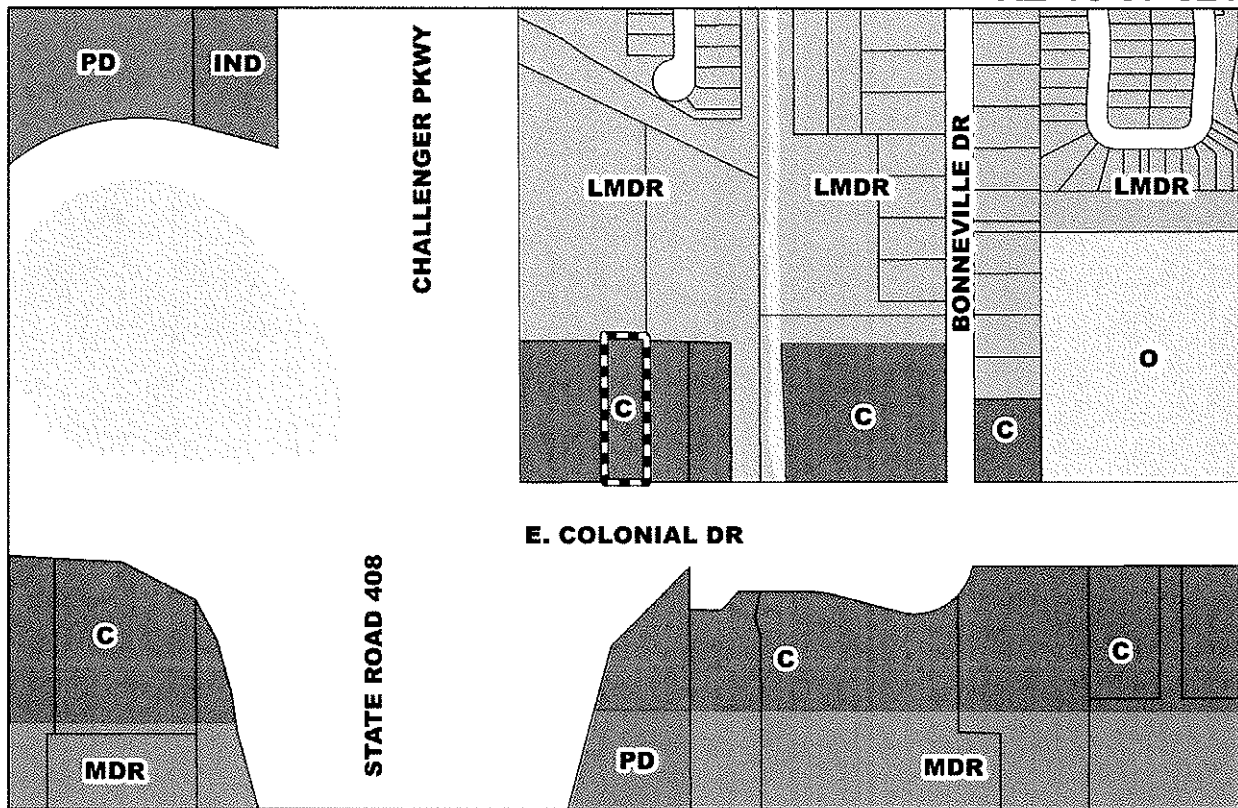 PD
IND
CHALLENGER PKWY
LMDR
LMDR
BONNEVILLE DR
LMDR
C
C
C
O
E. COLONIAL DR
STATE ROAD 408
C
MDR
C
C
PD
MDR